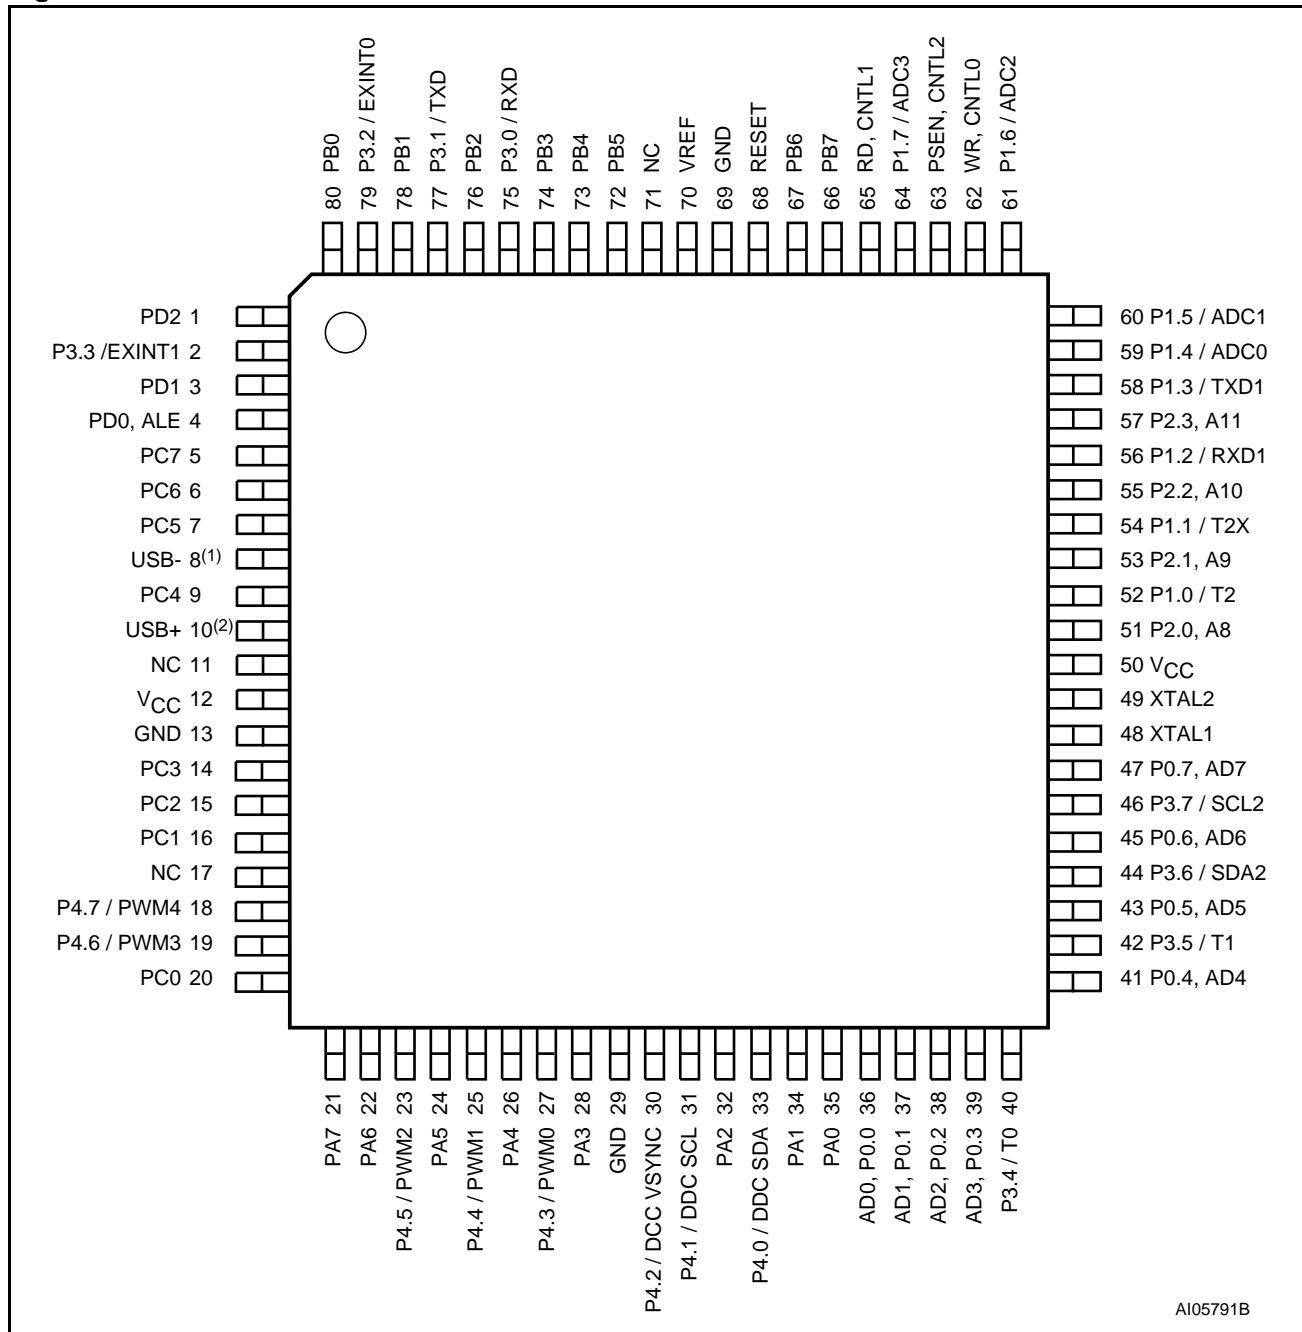 80 PB0
79 P3.2 / EXINT0
78 PB1
77 P3.1 / TXD
76 PB2
75 P3.0 / RXD
74 PB3
73 PB4
72 PB5
71 NC
70 VREF
69 GND
68 RESET
67 PB6
66 PB7
65 RD, CNTL1
64 P1.7 / ADC3
63 PSEN, CNTL2
62 WR, CNTL0
61 P1.6 / ADC2
PD2 1
P3.3 /EXINT1 2
PD1 3
PD0, ALE 4
PC7 5
PC6 6
PC5 7
USB- 8(1)
PC4 9
USB+ 10(2)
NC 11
VCC 12
GND 13
PC3 14
PC2 15
PC1 16
NC 17
P4.7 / PWM4 18
P4.6 / PWM3 19
PC0 20
60 P1.5 / ADC1
59 P1.4 / ADC0
58 P1.3 / TXD1
57 P2.3, A11
56 P1.2 / RXD1
55 P2.2, A10
54 P1.1 / T2X
53 P2.1, A9
52 P1.0 / T2
51 P2.0, A8
50 VCC
49 XTAL2
48 XTAL1
47 P0.7, AD7
46 P3.7 / SCL2
45 P0.6, AD6
44 P3.6 / SDA2
43 P0.5, AD5
42 P3.5 / T1
41 P0.4, AD4
PA7 21
PA6 22
P4.5 / PWM2 23
PA5 24
P4.4 / PWM1 25
PA4 26
P4.3 / PWM0 27
PA3 28
GND 29
P4.2 / DCC VSYNC 30
P4.1 / DDC SCL 31
PA2 32
P4.0 / DDC SDA 33
PA1 34
PA0 35
AD0, P0.0 36
AD1, P0.1 37
AD2, P0.2 38
AD3, P0.3 39
P3.4 / T0 40
AI05791B